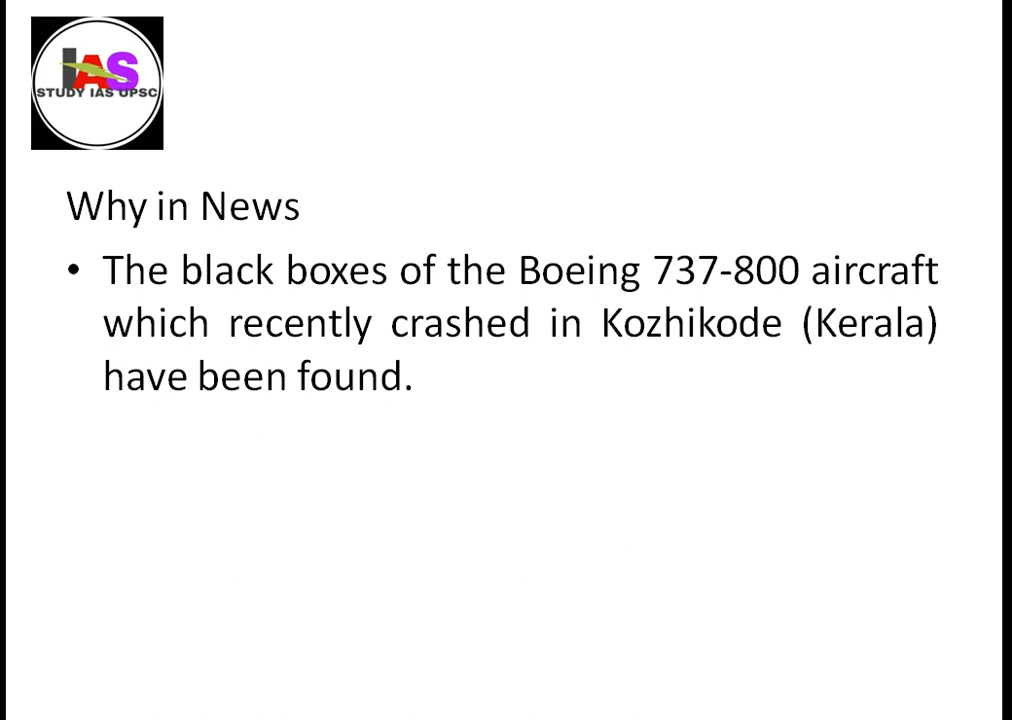 IAS
STUDY IAS UPSC
Why in News
• The black boxes of the Boeing 737-800 aircraft
which recently crashed in Kozhikode (Kerala)
have been found.